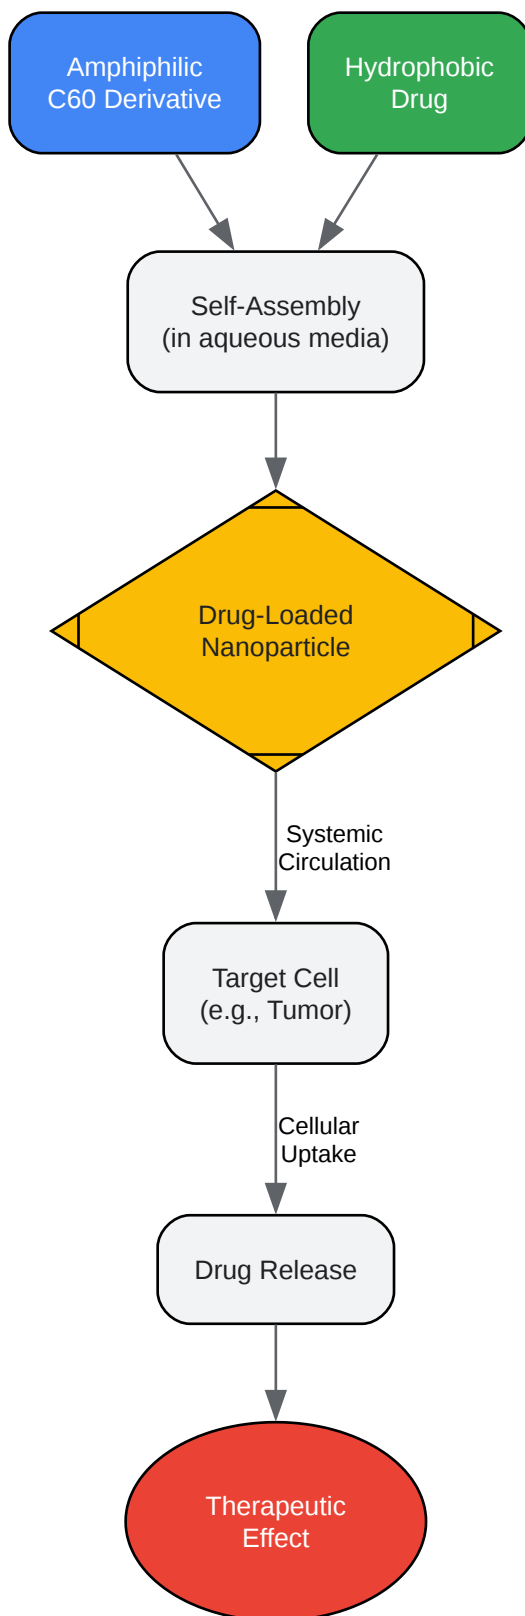 Amphiphilic
C60 Derivative
Hydrophobic
Drug
Self-Assembly
(in aqueous media)
Drug-Loaded
Nanoparticle
Systemic
Circulation
Target Cell
(e.g., Tumor)
Cellular
Uptake
Drug Release
Therapeutic
Effect